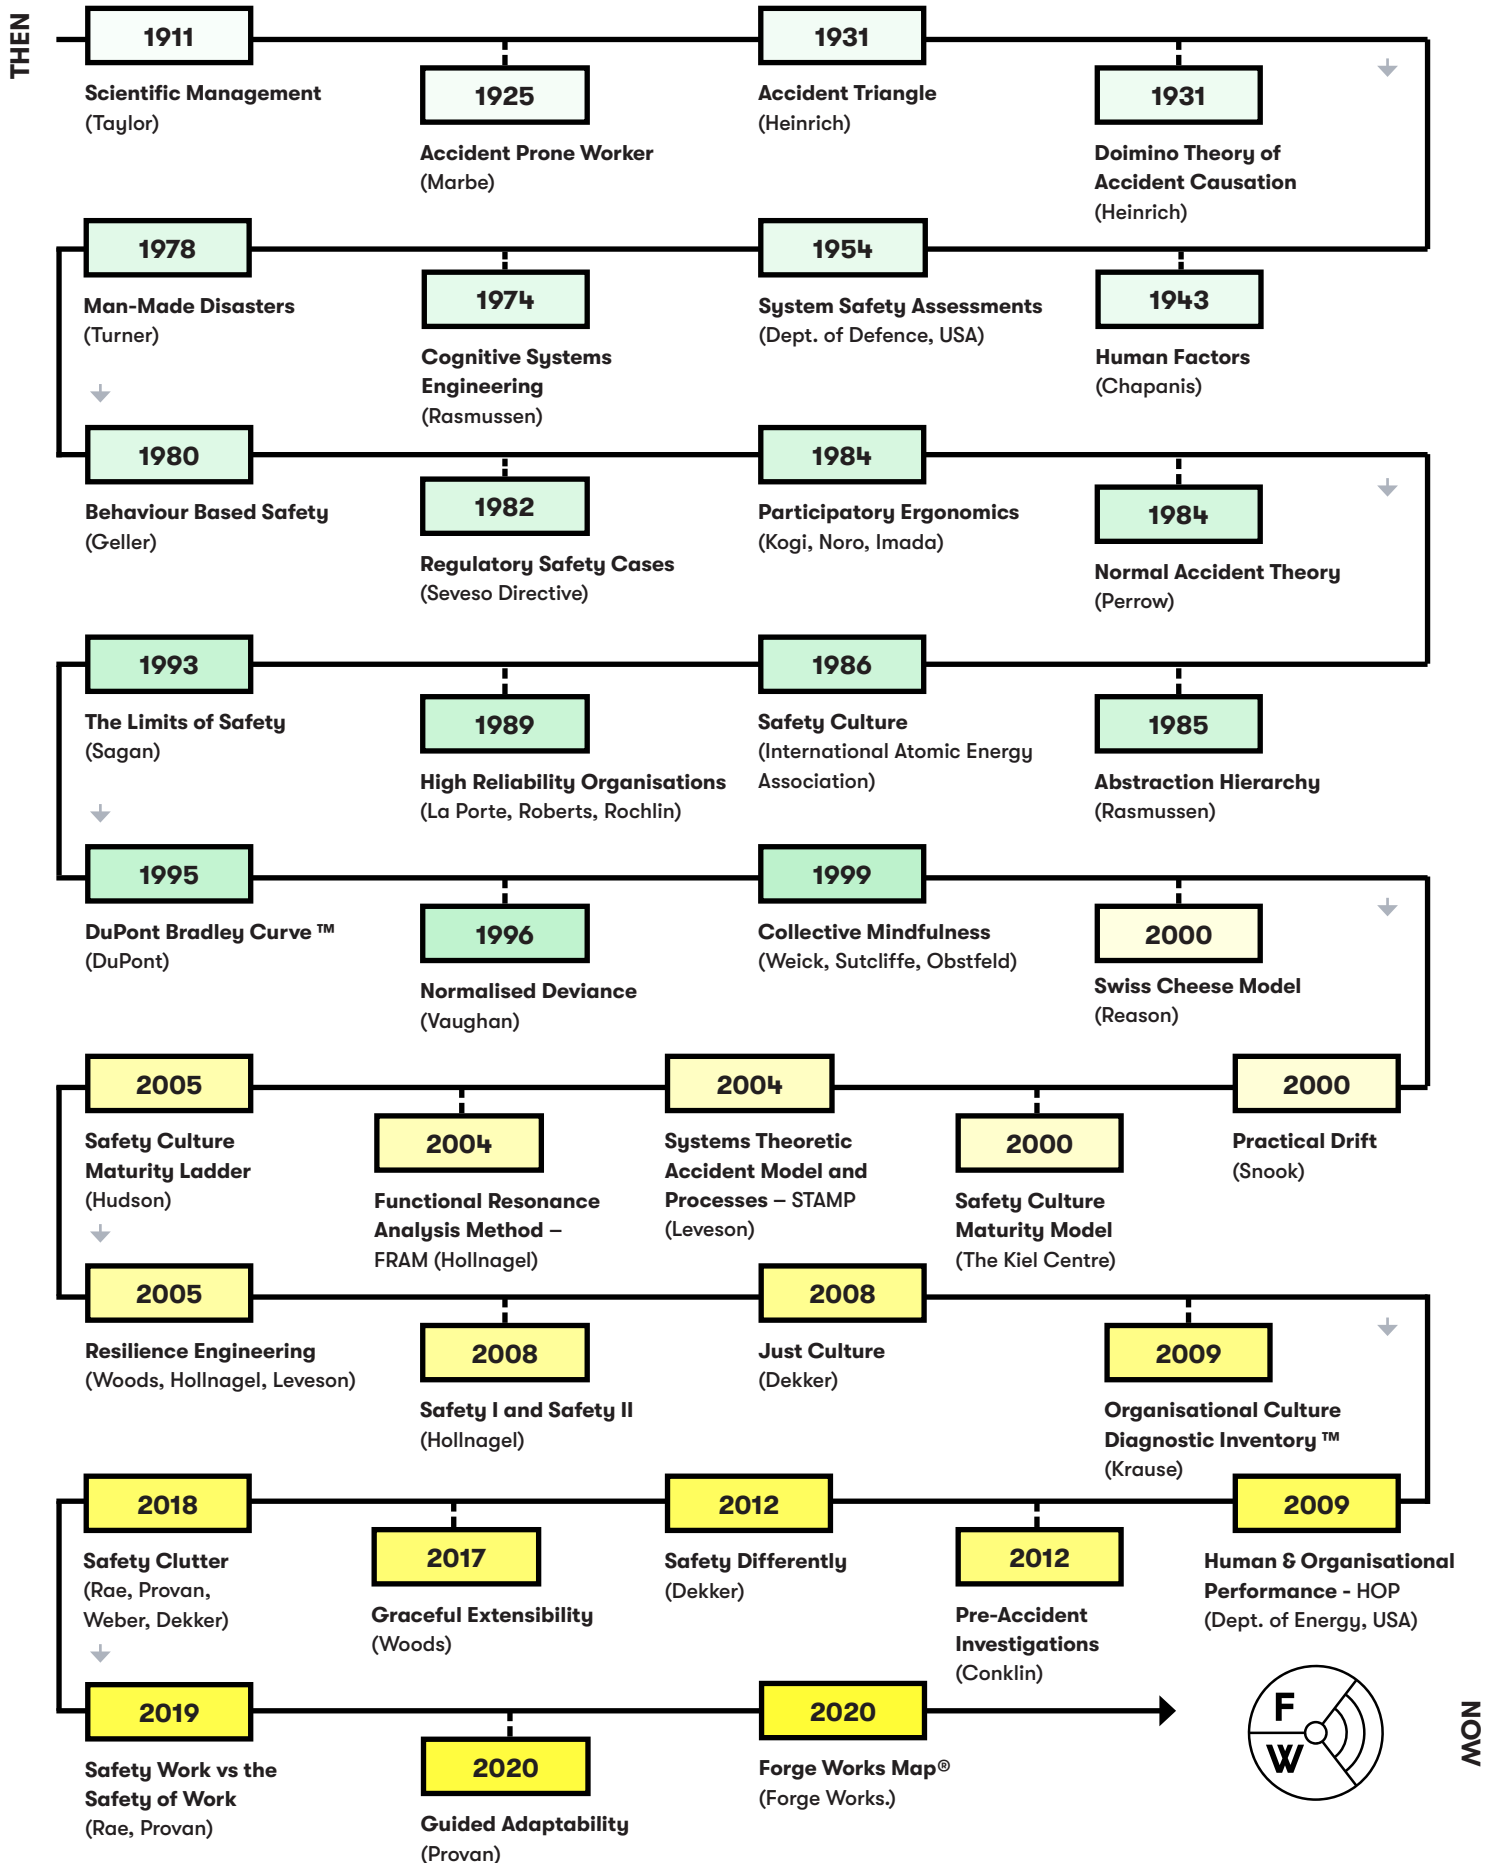 THEN
1911
Scientific Management
(Taylor)
1925
Accident Prone Worker
(Marbe)
1931
Accident Triangle
(Heinrich)
1931
Doimino Theory of
Accident Causation
(Heinrich)
1943
Human Factors
(Chapanis)
1954
System Safety Assessments
(Dept. of Defence, USA)
1974
Cognitive Systems
Engineering
(Rasmussen)
1978
Man-Made Disasters
(Turner)
1980
Behaviour Based Safety
(Geller)
1982
Regulatory Safety Cases
(Seveso Directive)
1984
Participatory Ergonomics
(Kogi, Noro, Imada)
1984
Normal Accident Theory
(Perrow)
1985
Abstraction Hierarchy
(Rasmussen)
1986
Safety Culture
(International Atomic Energy
Association)
1989
High Reliability Organisations
(La Porte, Roberts, Rochlin)
1993
The Limits of Safety
(Sagan)
1995
DuPont Bradley Curve ™
(DuPont)
1996
Normalised Deviance
(Vaughan)
1999
Collective Mindfulness
(Weick, Sutcliffe, Obstfeld)
2000
Swiss Cheese Model
(Reason)
2000
Practical Drift
(Snook)
2000
Safety Culture
Maturity Model
(The Kiel Centre)
2004
Systems Theoretic
Accident Model and
Processes – STAMP
(Leveson)
2004
Functional Resonance
Analysis Method –
FRAM (Hollnagel)
2005
Safety Culture
Maturity Ladder
(Hudson)
2005
Resilience Engineering
(Woods, Hollnagel, Leveson)
2008
Safety I and Safety II
(Hollnagel)
2008
Just Culture
(Dekker)
2009
Organisational Culture
Diagnostic Inventory ™
(Krause)
2009
Human & Organisational
Performance - HOP
(Dept. of Energy, USA)
2012
Pre-Accident
Investigations
(Conklin)
2012
Safety Differently
(Dekker)
2017
Graceful Extensibility
(Woods)
2018
Safety Clutter
(Rae, Provan,
Weber, Dekker)
2019
Safety Work vs the
Safety of Work
(Rae, Provan)
2020
Guided Adaptability
(Provan)
2020
Forge Works Map®
(Forge Works.)
F
W
NOW